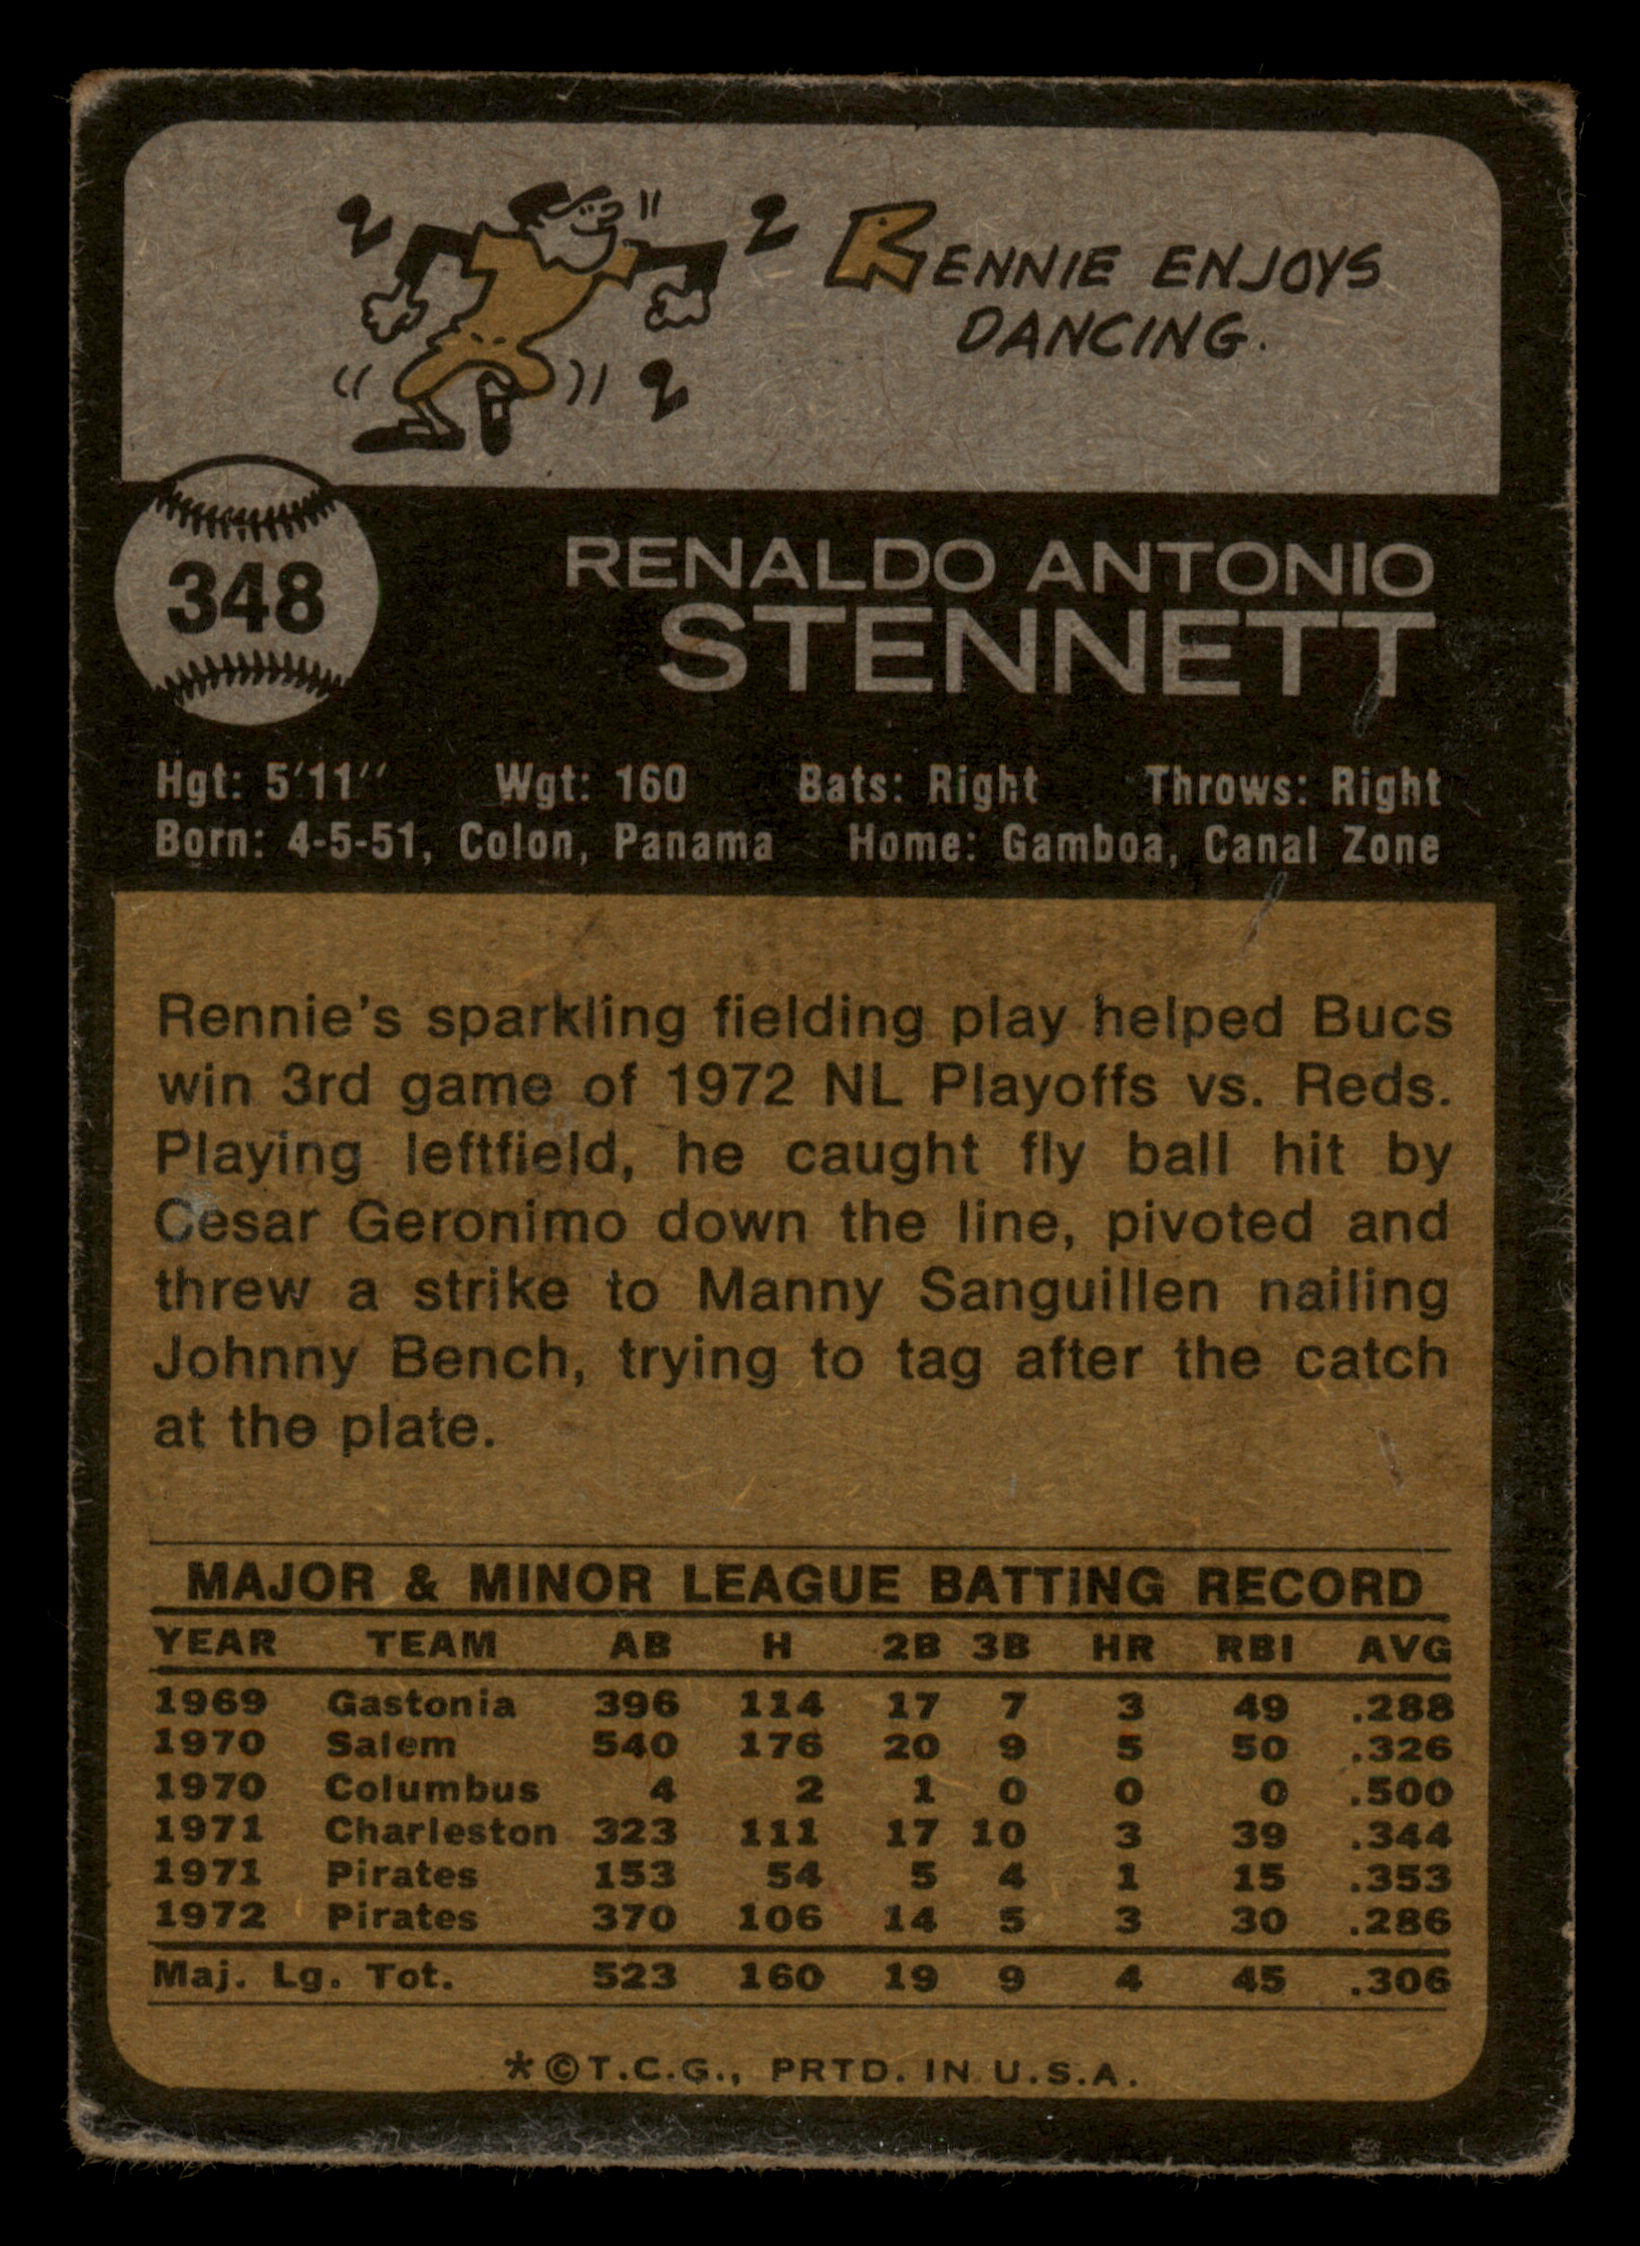 RENNIE ENJOYS
DANCING.
348
RENALDO ANTONIO
STENNETT
Hgt: 5'11" Wgt: 160 Bats: Right Throws: Right
Born: 4-5-51, Colon, Panama Home: Gamboa, Canal Zone
Rennie's sparkling fielding play helped Bucs
win 3rd game of 1972 NL Playoffs vs. Reds.
Playing leftfield, he caught fly ball hit by
Cesar Geronimo down the line, pivoted and
threw a strike to Manny Sanguillen nailing
Johnny Bench, trying to tag after the catch
at the plate.
MAJOR & MINOR LEAGUE BATTING RECORD
YEAR TEAM AB H 2B 3B HR RBI AVG
1969 Gastonia 396 114 17 7 3 49 .288
1970 Salem 540 176 20 9 5 50 .326
1970 Columbus 4 2 1 0 0 0 .500
1971 Charleston 323 111 17 10 3 39 .344
1971 Pirates 153 54 5 4 1 15 .353
1972 Pirates 370 106 14 5 3 30 .286
Maj. Lg. Tot. 523 160 19 9 4 45 .306
*©T.C.G., PRTD. IN U.S.A.